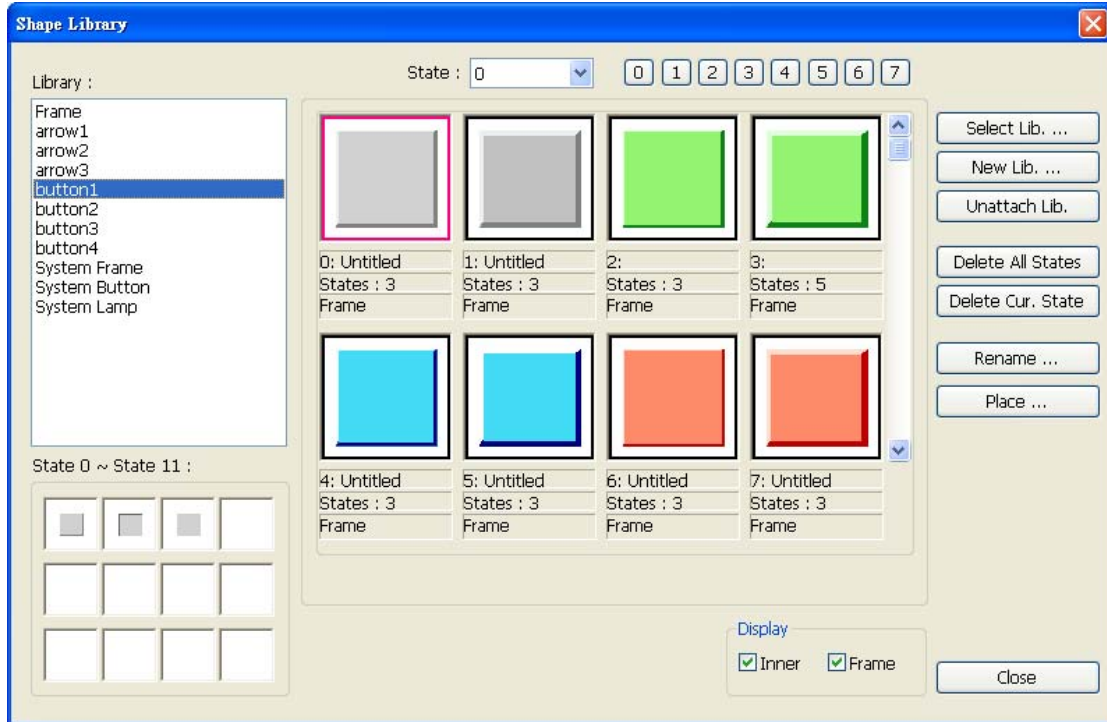 Shape Library
State : 0
0 1 2 3 4 5 6 7
Library :
Frame
arrow1
arrow2
arrow3
button1
button2
button3
button4
System Frame
System Button
System Lamp
0: Untitled
States : 3
Frame
1: Untitled
States : 3
Frame
2:
States : 3
Frame
3:
States : 5
Frame
4: Untitled
States : 3
Frame
5: Untitled
States : 3
Frame
6: Untitled
States : 3
Frame
7: Untitled
States : 3
Frame
Select Lib. ...
New Lib. ...
Unattach Lib.
Delete All States
Delete Cur. State
Rename ...
Place ...
State 0 ~ State 11 :
Display
Inner
Frame
Close